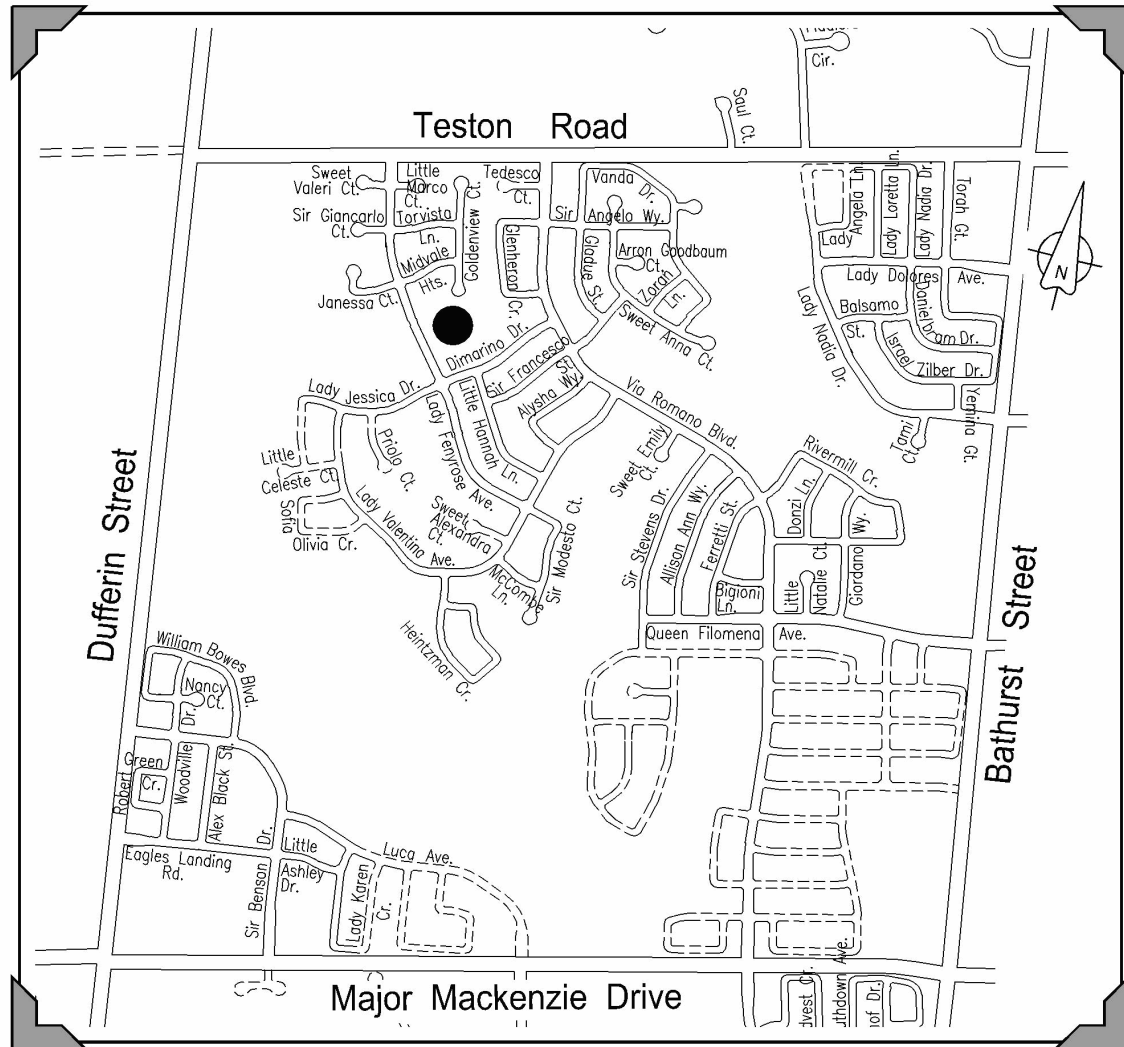 Cir.
Saul Ct.
Teston Road
Sweet
Valeri Ct.
Little
Marco
Ct.
Tedesco
Ct.
Vanda Dr.
Goldenview Ct.
Sir Giancarlo
Ct.
Torvista
Ln.
Glenheron
Cr.
Sir
Angelo Wy.
Gladue St.
Arron Goodbaum
Ct.
Zorah
Ln.
Sweet Anna Ct.
Midvale
Hts.
Janessa Ct.
Lady
Angela Ln.
Lady Loretta Ln.
Lady Nadia Dr.
Torah Gt.
Lady Dolores Ave.
Lady Nadia Dr.
Balsamo
St.
Danielbram Dr.
Israel
Zilber Dr.
Yemina Gt.
Tami
Ct.
N
Dimarino Dr.
Sir Francesco
St.
Alysha Wy.
Little Hannah
Ln.
Lady Fenyrose Ave.
Lady
Jessica Dr.
Priolo Ct.
Little
Celeste Ct.
Sofia
Olivia Cr.
Lady Valentina Ave.
Sweet
Alexandra
Ct.
McCombe
Ln.
Sir Modesto Ct.
Heintzman Cr.
Via Romano Blvd.
Sweet Emily
Ct.
Sir Stevens Dr.
Allison Ann Wy.
Ferretti St.
Bigioni
Ln.
Rivermill Cr.
Donzi
Ln.
Little
Natalie Ct.
Giordano
Wy.
Queen Filomena Ave.
Dufferin Street
Bathurst Street
William Bowes
Blvd.
Nancy
Ct.
Woodville
Dr.
Robert
Green
Cr.
Alex Black St.
Eagles Landing
Rd.
Sir Benson
Dr.
Little
Ashley
Dr.
Luca Ave.
Lady Karen
Cr.
Major Mackenzie Drive